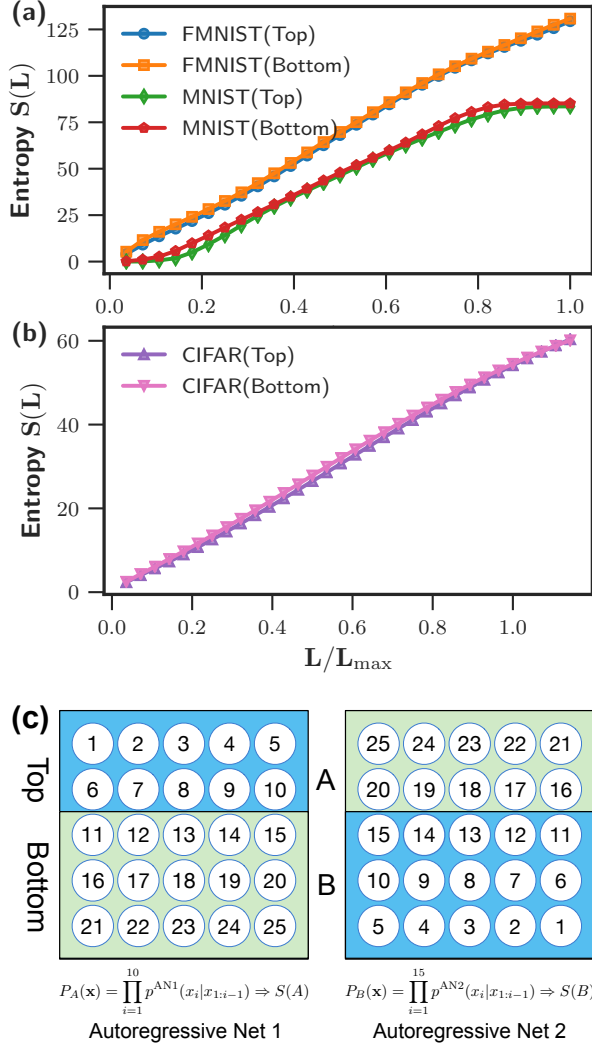 (a)
Entropy S(L)
125
100
75
50
25
0
FMNIST(Top)
FMNIST(Bottom)
MNIST(Top)
MNIST(Bottom)
0.0 0.2 0.4 0.6 0.8 1.0
(b)
Entropy S(L)
60
40
20
0
CIFAR(Top)
CIFAR(Bottom)
0.0 0.2 0.4 0.6 0.8 1.0
L/L_max
(c)
Top
Bottom
1 2 3 4 5
6 7 8 9 10
11 12 13 14 15
16 17 18 19 20
21 22 23 24 25
A
B
25 24 23 22 21
20 19 18 17 16
15 14 13 12 11
10 9 8 7 6
5 4 3 2 1
P_A(x) = ∏_{i=1}^{10} p^{AN1}(x_i|x_{1:i−1}) ⇒ S(A)
Autoregressive Net 1
P_B(x) = ∏_{i=1}^{15} p^{AN2}(x_i|x_{1:i−1}) ⇒ S(B)
Autoregressive Net 2